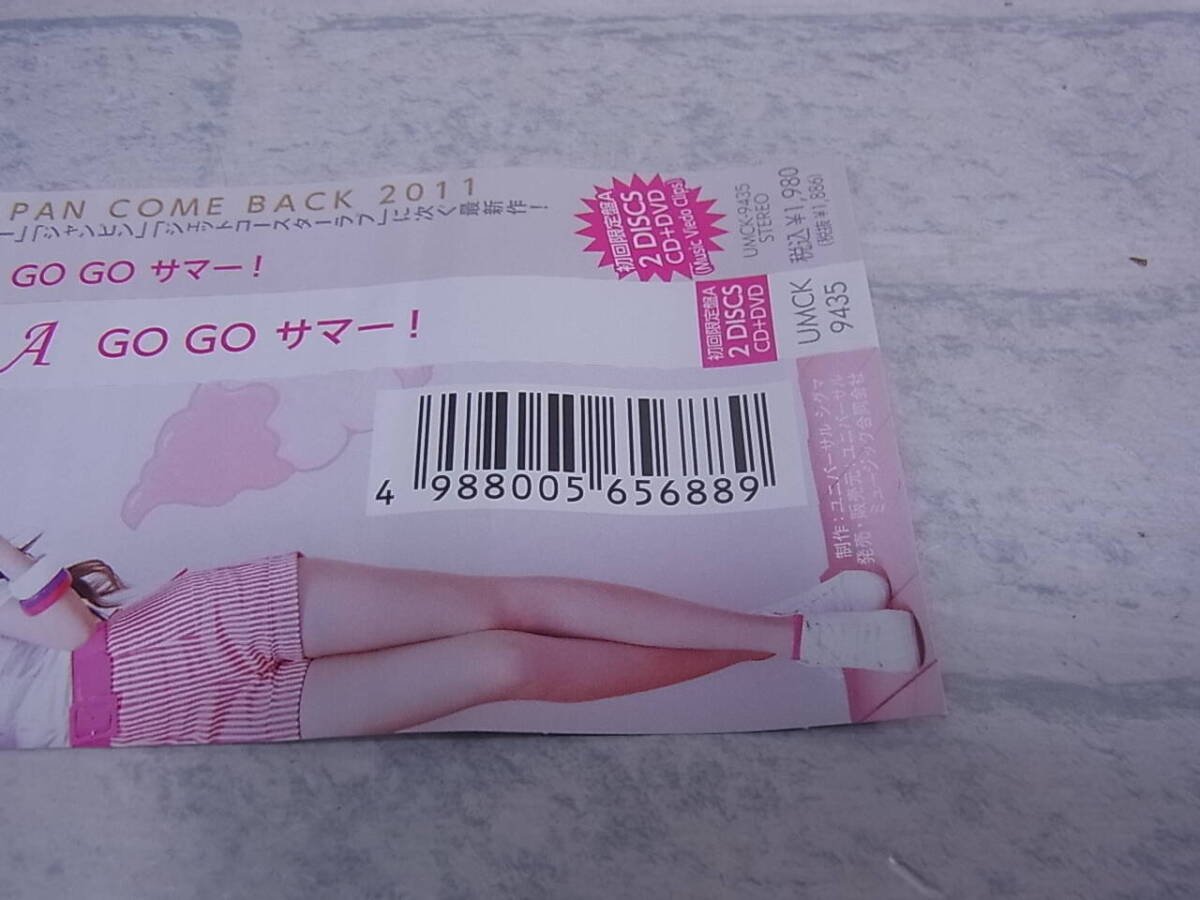 PAN COME BACK 2011
ー」「ジャンピン」「ジェットコースターラブ」に次ぐ最新作！
GO GO サマー！
初回限定盤A
2 DISCS
CD+DVD
(Music Viedo Clips)
UMCK-9435
STEREO
税込¥1,980
(税抜¥1,886)
A GO GO サマー！
初回限定盤A
2 DISCS
CD+DVD
UMCK
9435
4 988005 656889
制作：ユニバーサル シグマ
発売・販売元：ユニバーサル
ミュージック合同会社